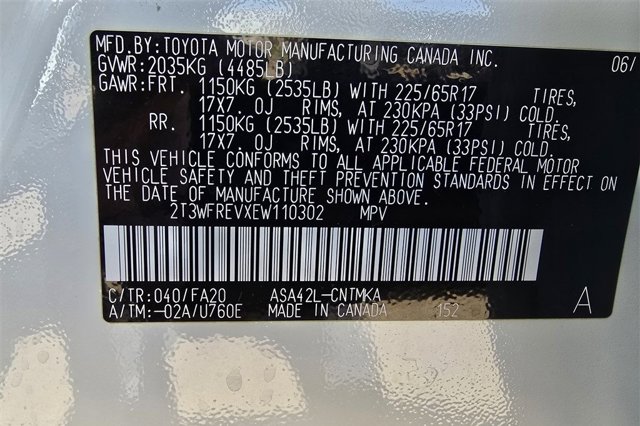 MFD.BY:TOYOTA MOTOR MANUFACTURING CANADA INC. 06/
GVWR:2035KG (4485LB)
GAWR:FRT. 1150KG (2535LB) WITH 225/65R17 TIRES,
17X7.0J RIMS, AT 230KPA (33PSI) COLD.
RR. 1150KG (2535LB) WITH 225/65R17 TIRES,
17X7.0J RIMS, AT 230KPA (33PSI) COLD.
THIS VEHICLE CONFORMS TO ALL APPLICABLE FEDERAL MOTOR
VEHICLE SAFETY AND THEFT PREVENTION STANDARDS IN EFFECT ON
THE DATE OF MANUFACTURE SHOWN ABOVE.
2T3WFREVXEW110302 MPV
C/TR:040/FA20 ASA42L-CNTMKA A
A/TM:-02A/U760E MADE IN CANADA 152